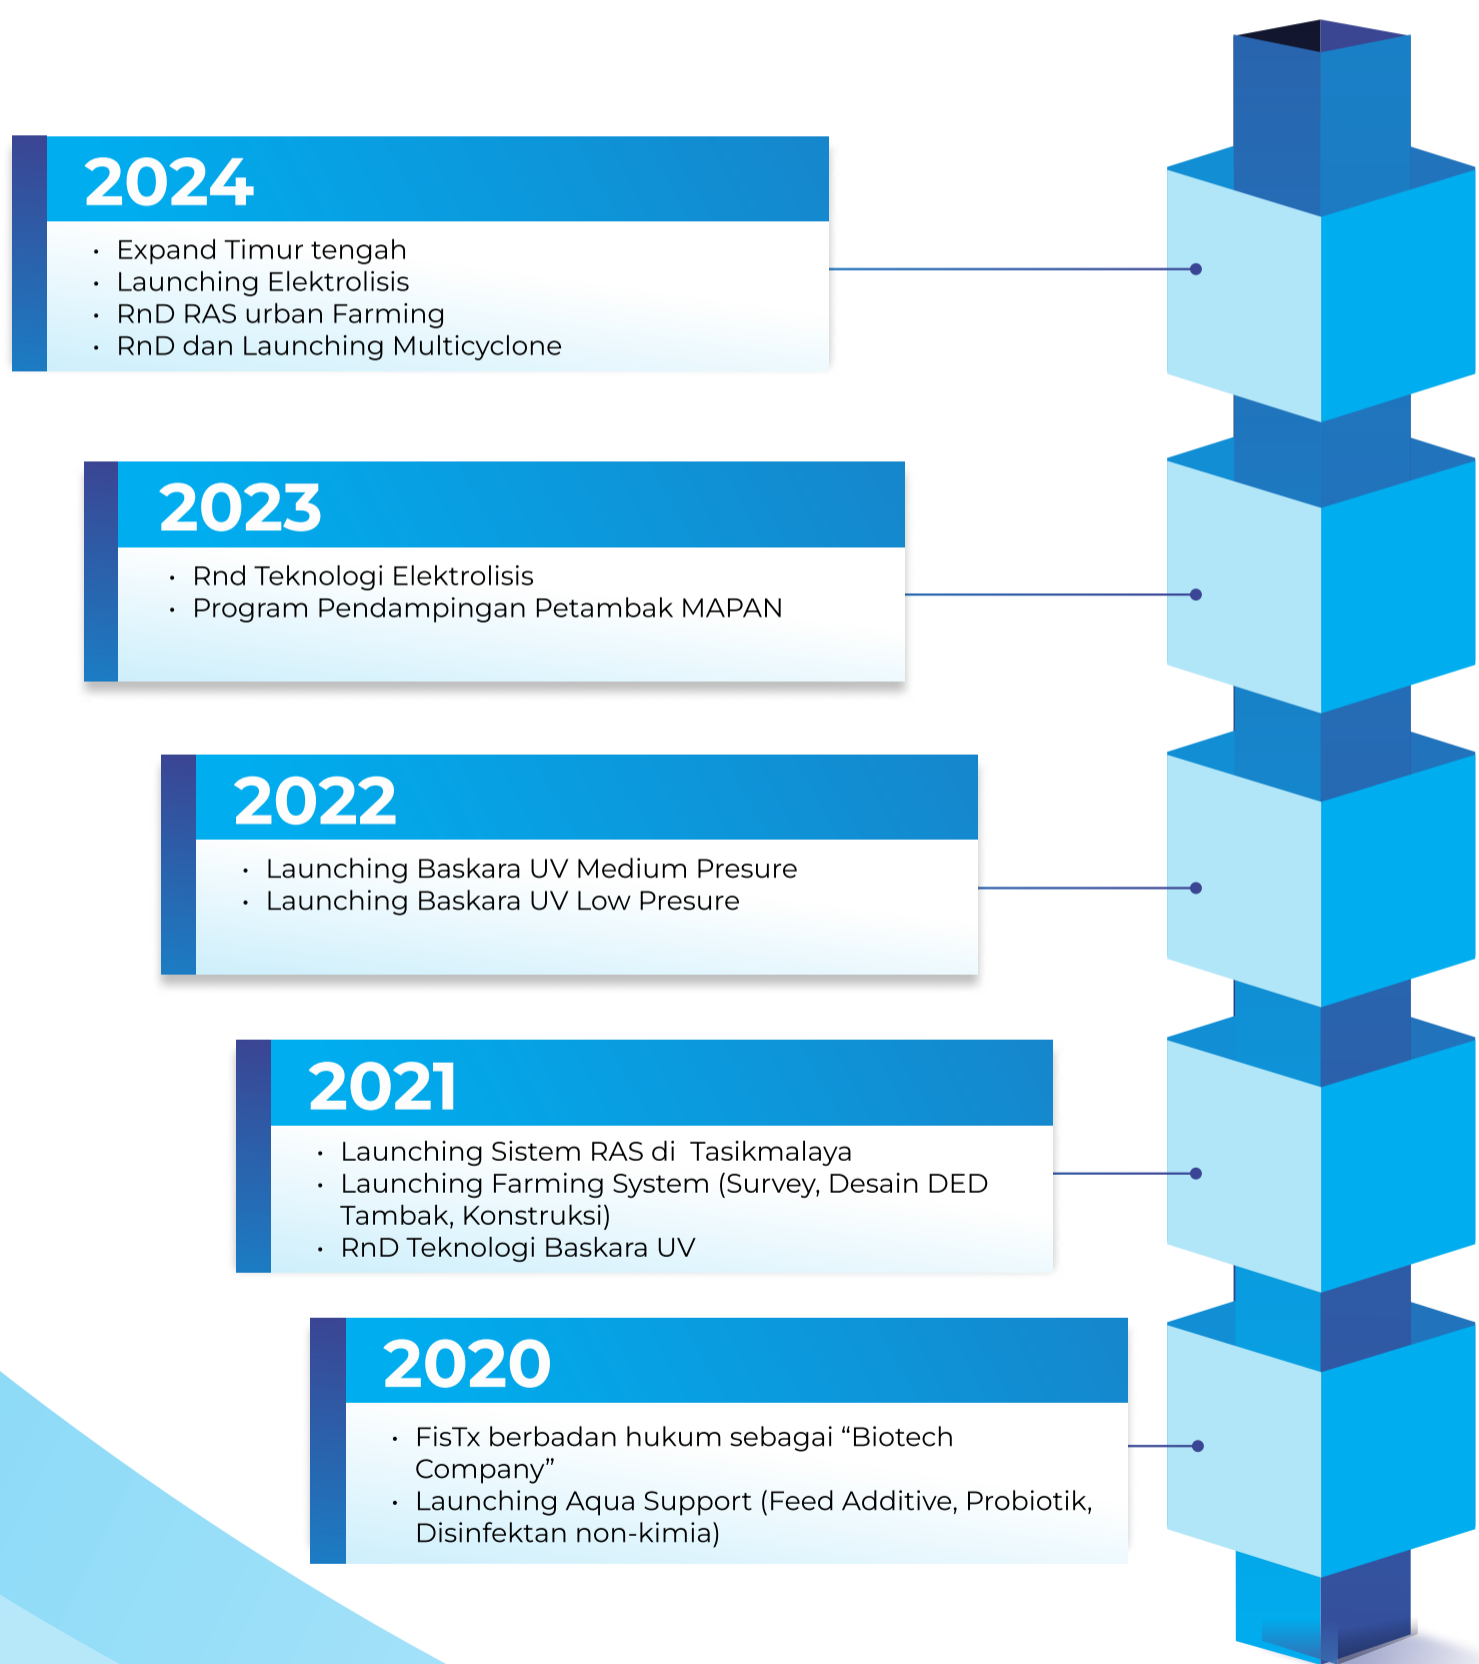 2024
• Expand Timur tengah
• Launching Elektrolisis
• RnD RAS urban Farming
• RnD dan Launching Multicyclone
2023
• Rnd Teknologi Elektrolisis
• Program Pendampingan Petambak MAPAN
2022
• Launching Baskara UV Medium Presure
• Launching Baskara UV Low Presure
2021
• Launching Sistem RAS di  Tasikmalaya
• Launching Farming System (Survey, Desain DED
Tambak, Konstruksi)
• RnD Teknologi Baskara UV
2020
• FisTx berbadan hukum sebagai “Biotech
Company”
• Launching Aqua Support (Feed Additive, Probiotik,
Disinfektan non-kimia)